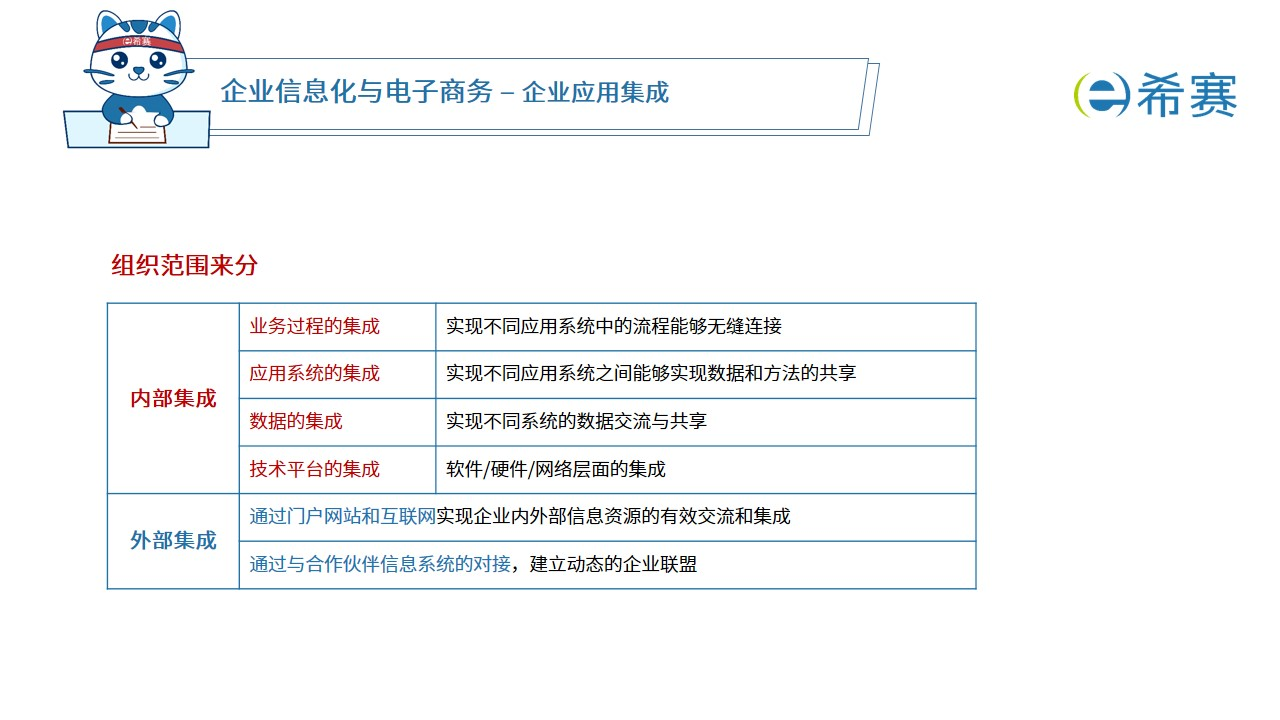 希赛
企业信息化与电子商务 – 企业应用集成
希赛
组织范围来分
内部集成
业务过程的集成 实现不同应用系统中的流程能够无缝连接
应用系统的集成 实现不同应用系统之间能够实现数据和方法的共享
数据的集成 实现不同系统的数据交流与共享
技术平台的集成 软件/硬件/网络层面的集成
外部集成
通过门户网站和互联网实现企业内外部信息资源的有效交流和集成
通过与合作伙伴信息系统的对接，建立动态的企业联盟